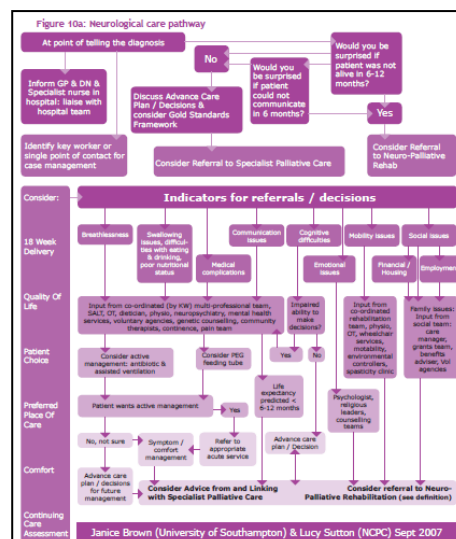 Figure 10a: Neurological care pathway
At point of telling the diagnosis
No
Would you be
surprised if
patient was not
alive in 6-12
months?
Would you
be surprised
if patient
could not
communicate
in 6 months?
Yes
Inform GP & DN &
Specialist nurse in
hospital: liaise with
hospital team
Discuss Advance Care
Plan / Decisions &
consider Gold Standards
Framework
Identify key worker or
single point of contact for
case management
Consider Referral to Specialist Palliative Care
Consider Referral
to Neuro-Palliative
Rehab
Consider:
Indicators for referrals / decisions
18 Week
Delivery
Breathlessness
Swallowing
issues, difficul-
ties with eating
& drinking,
poor nutritional
status
Medical
complications
Communication
issues
Cognitive
difficulties
Emotional
issues
Mobility issues
Financial /
Housing
Social issues
Employment
Quality Of
Life
Input from co-ordinated (by KW) multi-professional team,
SALT, OT, dietician, physio, neuropsychiatry, mental health
services, voluntary agencies, genetic counselling, community
therapists, continence, pain team
Impaired
ability to
make
decisions?
Yes
No
Input from
co-ordinated
rehabilitation
team, physio,
OT, wheelchair
services,
motability,
environmental
controllers,
spasticity clinic
Family issues:
Input from
social team:
care manager,
grants team,
benefits
adviser, Vol
agencies
Patient
Choice
Consider active
management: antibiotic &
assisted ventilation
Consider PEG
feeding tube
Life
expectancy
predicted <
6-12 months
Psychologist,
religious
leaders,
counselling
teams
Preferred
Place Of
Care
Patient wants active management
Yes
No, not sure
Symptom /
comfort
management
Refer to
appropriate
acute service
Advance care
plan / Decision
Comfort
Advance care
plan / decisions
for future
management
Consider Advice from and Linking
with Specialist Palliative Care
Consider referral to Neuro-
Palliative Rehabilitation (see definition)
Continuing
Care
Assessment
Janice Brown (University of Southampton) & Lucy Sutton (NCPC) Sept 2007